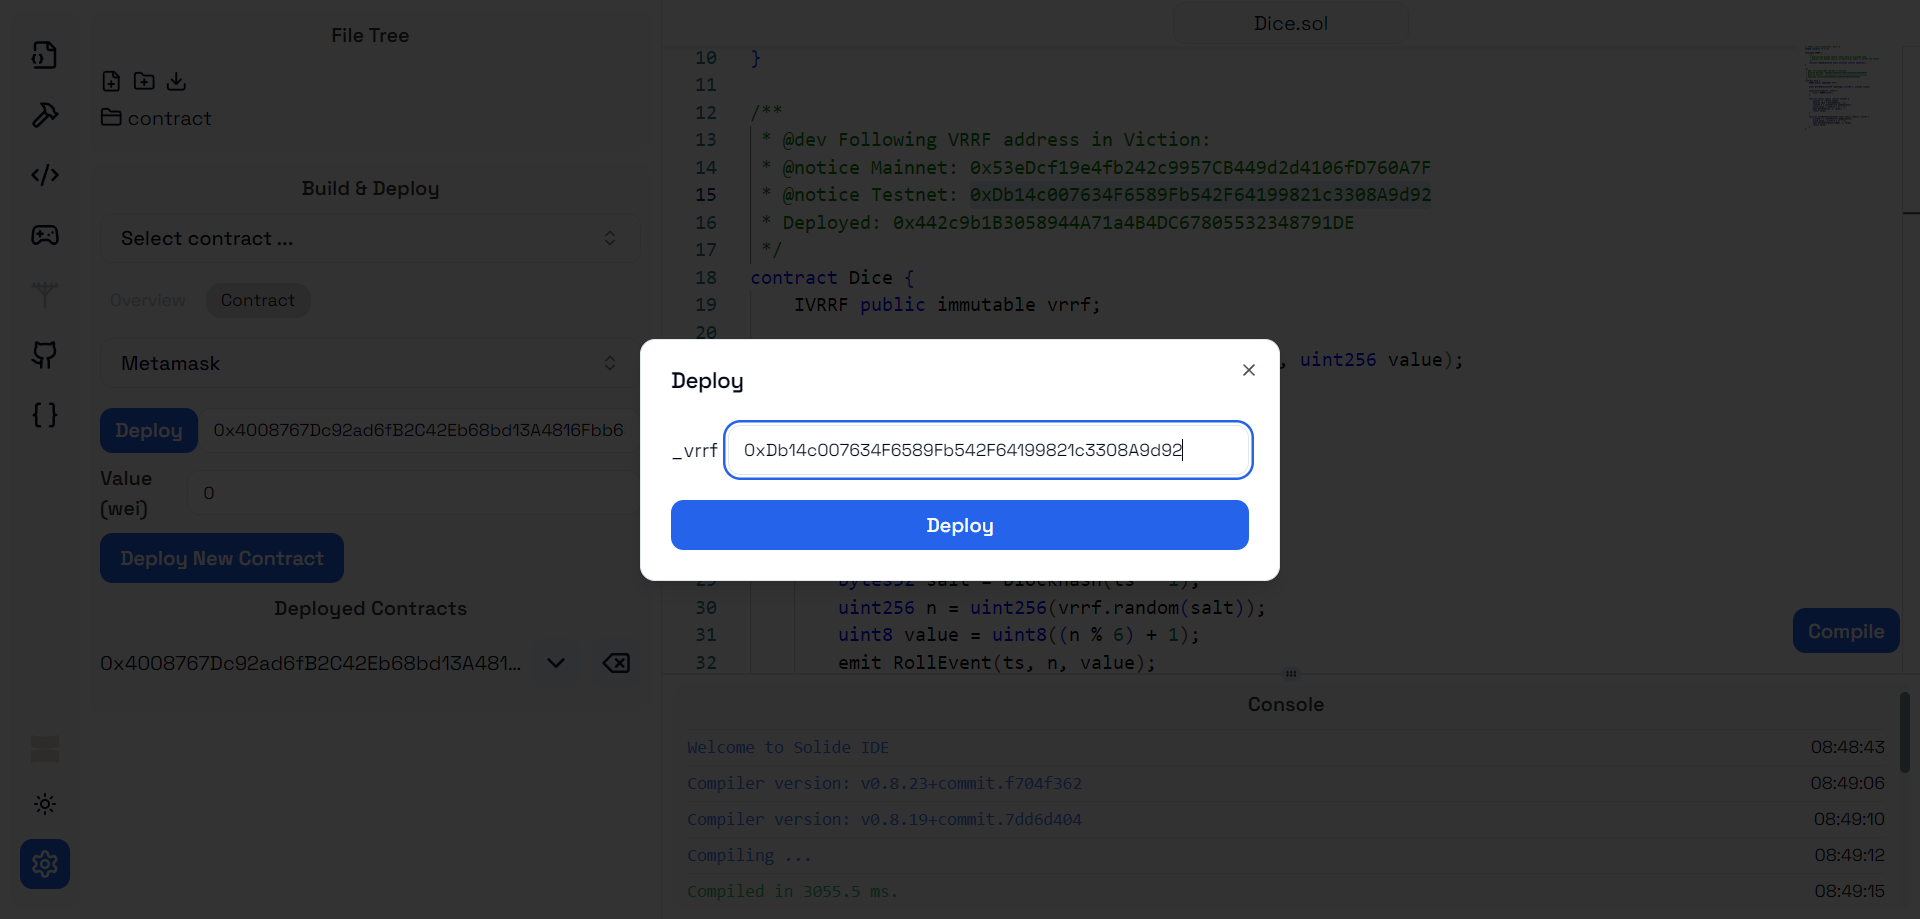 File Tree
contract
Build & Deploy
Select contract ...
Overview
Contract
Metamask
Deploy
0x4008767Dc92ad6fB2C42Eb68bd13A4816Fbb6
Value
(wei)
0
Deploy New Contract
Deployed Contracts
0x4008767Dc92ad6fB2C42Eb68bd13A481...
Dice.sol
10 }
11
12 /**
13 * @dev Following VRRF address in Viction:
14 * @notice Mainnet: 0x53eDcf19e4fb242c9957CB449d2d4106fD760A7F
15 * @notice Testnet: 0xDb14c007634F6589Fb542F64199821c3308A9d92
16 * Deployed: 0x442c9b1B3058944A71a4B4DC67805532348791DE
17 */
18 contract Dice {
19 IVRRF public immutable vrrf;
20
, uint256 value);
Deploy
_vrrf
0xDb14c007634F6589Fb542F64199821c3308A9d92
Deploy
30 uint256 n = uint256(vrrf.random(salt));
31 uint8 value = uint8((n % 6) + 1);
32 emit RollEvent(ts, n, value);
Compile
Console
Welcome to Solide IDE 08:48:43
Compiler version: v0.8.23+commit.f704f362 08:49:06
Compiler version: v0.8.19+commit.7dd6d404 08:49:10
Compiling ... 08:49:12
Compiled in 3055.5 ms. 08:49:15